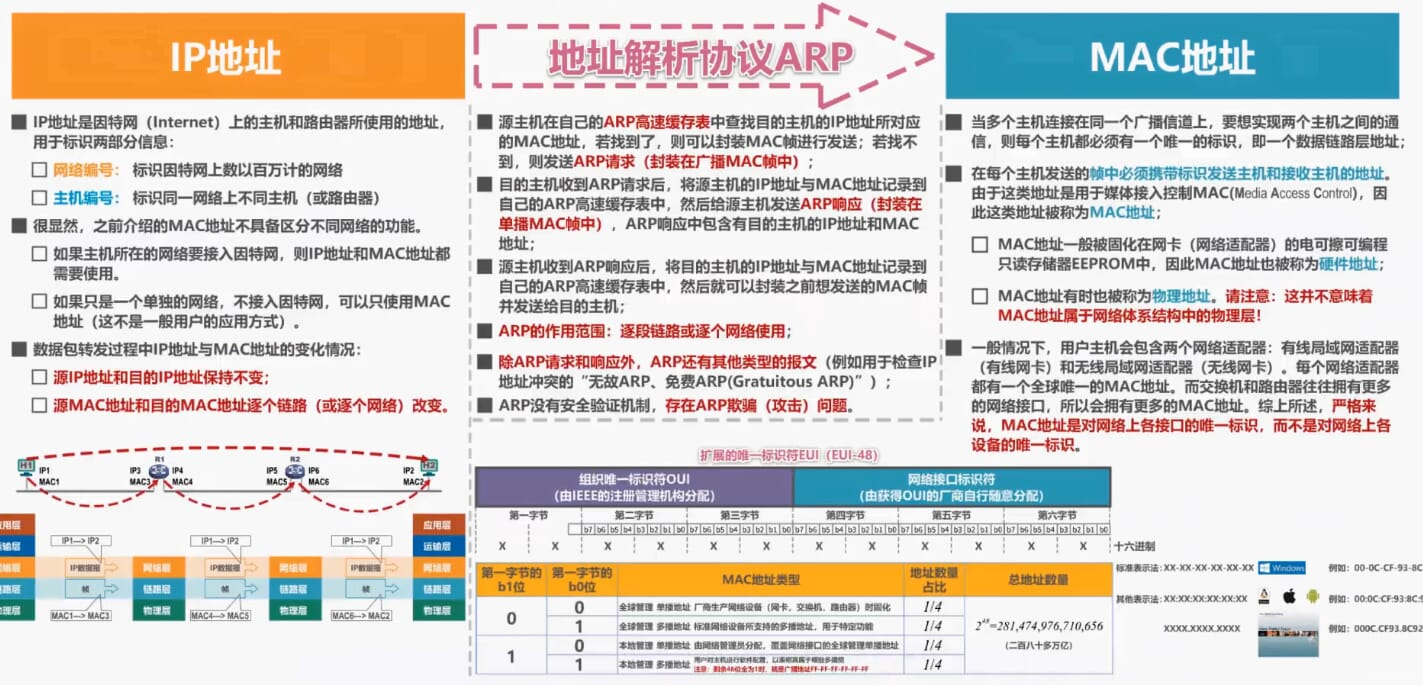 IP地址
IP地址是因特网（Internet）上的主机和路由器所使用的地址，
用于标识两部分信息：
网络编号： 标识因特网上数以百万计的网络
主机编号： 标识同一网络上不同主机（或路由器）
很显然，之前介绍的MAC地址不具备区分不同网络的功能。
如果主机所在的网络要接入因特网，则IP地址和MAC地址都
需要使用。
如果只是一个单独的网络，不接入因特网，可以只使用MAC
地址（这不是一般用户的应用方式）。
数据包转发过程中IP地址与MAC地址的变化情况：
源IP地址和目的IP地址保持不变；
源MAC地址和目的MAC地址逐个链路（或逐个网络）改变。
H1 R1 R2 H2
IP1 IP3 IP4 IP5 IP6 IP2
MAC1 MAC3 MAC4 MAC5 MAC6 MAC2
应用层 应用层
运输层 IP1---> IP2 IP1---> IP2 IP1---> IP2 运输层
网络层 IP数据报 网络层 IP数据报 网络层 IP数据报 网络层
链路层 帧 链路层 帧 链路层 帧 链路层
物理层 MAC1---> MAC3 物理层 MAC4---> MAC5 物理层 MAC6---> MAC2 物理层
地址解析协议ARP
源主机在自己的ARP高速缓存表中查找目的主机的IP地址所对应
的MAC地址，若找到了，则可以封装MAC帧进行发送；若找不
到，则发送ARP请求（封装在广播MAC帧中）；
目的主机收到ARP请求后，将源主机的IP地址与MAC地址记录到
自己的ARP高速缓存表中，然后给源主机发送ARP响应（封装在
单播MAC帧中），ARP响应中包含有目的主机的IP地址和MAC
地址；
源主机收到ARP响应后，将目的主机的IP地址与MAC地址记录到
自己的ARP高速缓存表中，然后就可以封装之前想发送的MAC帧
并发送给目的主机；
ARP的作用范围：逐段链路或逐个网络使用；
除ARP请求和响应外，ARP还有其他类型的报文（例如用于检查IP
地址冲突的“无故ARP、免费ARP(Gratuitous ARP)”）；
ARP没有安全验证机制，存在ARP欺骗（攻击）问题。
MAC地址
当多个主机连接在同一个广播信道上，要想实现两个主机之间的通
信，则每个主机都必须有一个唯一的标识，即一个数据链路层地址；
在每个主机发送的帧中必须携带标识发送主机和接收主机的地址。
由于这类地址是用于媒体接入控制MAC(Media Access Control)，因
此这类地址被称为MAC地址；
MAC地址一般被固化在网卡（网络适配器）的电可擦可编程
只读存储器EEPROM中，因此MAC地址也被称为硬件地址；
MAC地址有时也被称为物理地址。请注意：这并不意味着
MAC地址属于网络体系结构中的物理层！
一般情况下，用户主机会包含两个网络适配器：有线局域网适配器
（有线网卡）和无线局域网适配器（无线网卡）。每个网络适配器
都有一个全球唯一的MAC地址。而交换机和路由器往往拥有更多
的网络接口，所以会拥有更多的MAC地址。综上所述，严格来
说，MAC地址是对网络上各接口的唯一标识，而不是对网络上各
设备的唯一标识。
扩展的唯一标识符EUI（EUI-48）
组织唯一标识符OUI 网络接口标识符
（由IEEE的注册管理机构分配） （由获得OUI的厂商自行随意分配）
第一字节 第二字节 第三字节 第四字节 第五字节 第六字节
b7 b6 b5 b4 b3 b2 b1 b0 b7 b6 b5 b4 b3 b2 b1 b0 b7 b6 b5 b4 b3 b2 b1 b0 b7 b6 b5 b4 b3 b2 b1 b0 b7 b6 b5 b4 b3 b2 b1 b0
X X X X X X X X X X X X 十六进制
第一字节的b1位 第一字节的b0位 MAC地址类型 地址数量占比 总地址数量
0 0 全球管理 单播地址 厂商生产网络设备（网卡，交换机，路由器）时固化 1/4
1 全球管理 多播地址 标准网络设备所支持的多播地址，用于特定功能 1/4
1 0 本地管理 单播地址 由网络管理员分配，覆盖网络接口的全球管理单播地址 1/4
1 本地管理 多播地址 用户对主机进行软件配置，以表明其属于哪些多播组 1/4
注意：剩余46位全为1时，就是广播地址FF-FF-FF-FF-FF-FF
2^48=281,474,976,710,656
（二百八十多万亿）
标准表示法：XX-XX-XX-XX-XX-XX Windows 例如：00-0C-CF-93-8C
其他表示法：XX:XX:XX:XX:XX:XX 例如：00:0C:CF:93:8C:9
XXXX.XXXX.XXXX 例如：000C.CF93.8C92